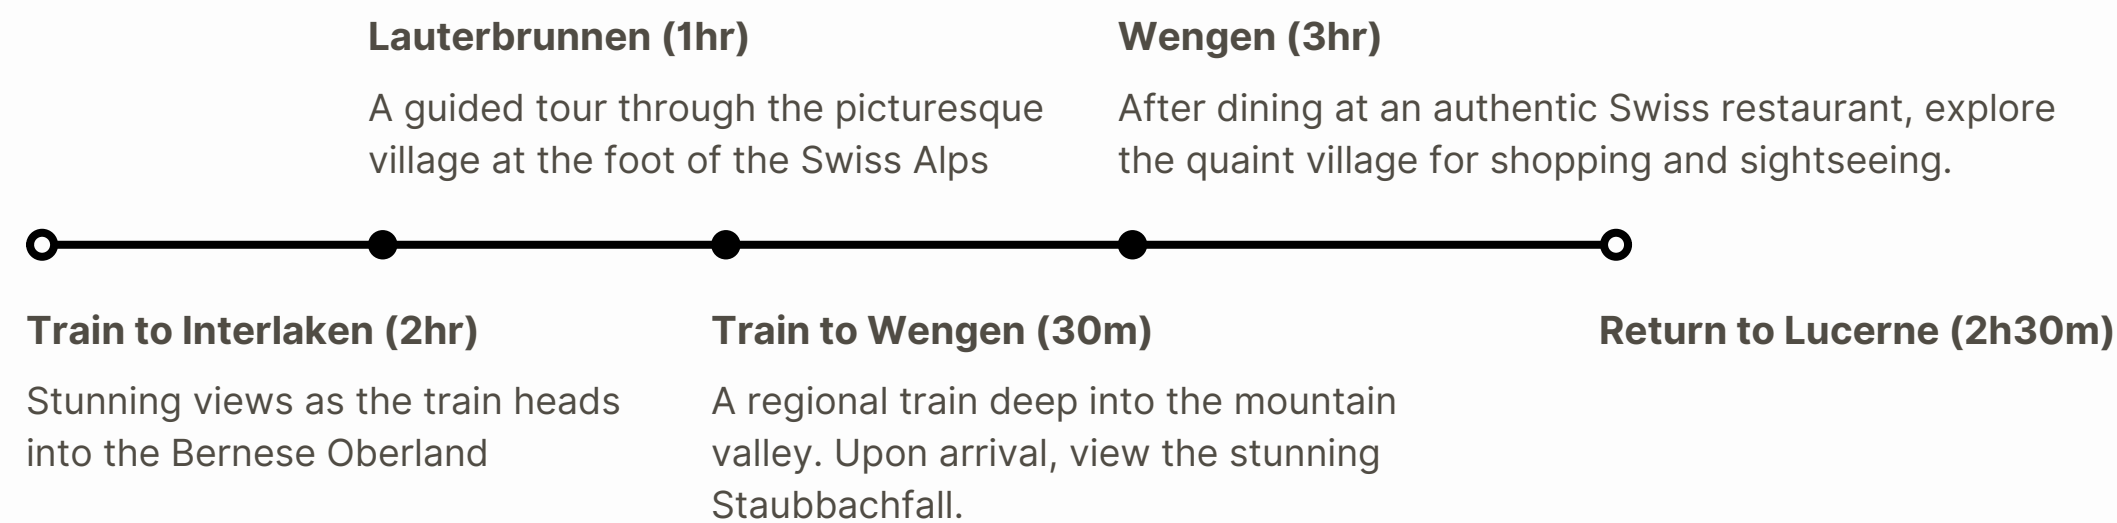 Lauterbrunnen (1hr)
A guided tour through the picturesque
village at the foot of the Swiss Alps
Wengen (3hr)
After dining at an authentic Swiss restaurant, explore
the quaint village for shopping and sightseeing.
Train to Interlaken (2hr)
Stunning views as the train heads
into the Bernese Oberland
Train to Wengen (30m)
A regional train deep into the mountain
valley. Upon arrival, view the stunning
Staubbachfall.
Return to Lucerne (2h30m)